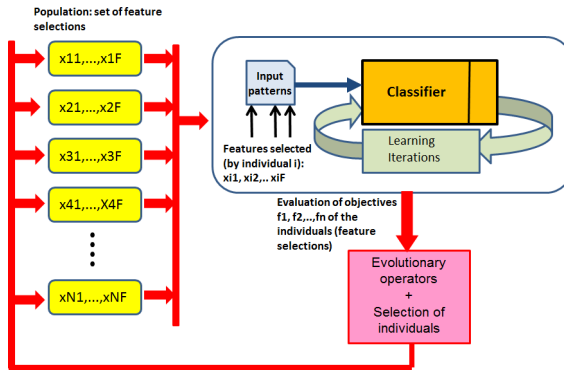 Population: set of feature
selections
x11,...,x1F
x21,...,x2F
x31,...,x3F
x41,...,X4F
xN1,...,xNF
Input
patterns
Classifier
Features selected
(by individual i):
xi1, xi2,.. xiF
Learning
Iterations
Evaluation of objectives
f1, f2,..,fn of the
individuals (feature
selections)
Evolutionary
operators
+
Selection of
individuals